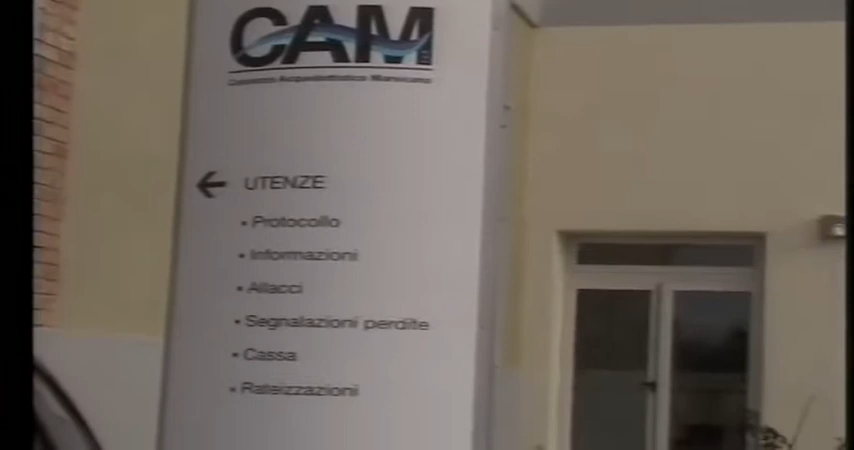 CAM
Consorzio Acquedottistico Marsicano
UTENZE
• Protocollo
• Informazioni
• Allacci
• Segnalazioni perdite
• Cassa
• Rateizzazioni